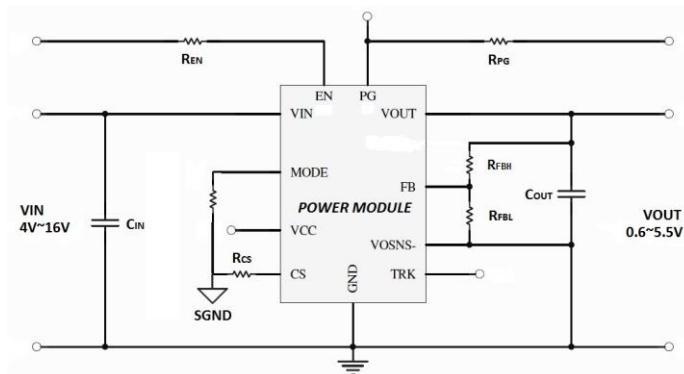 REN
RPG
EN PG
VIN VOUT
MODE
RFBH
FB
COUT
POWER MODULE
VIN
4V~16V
CIN
RFBL
VOUT
0.6~5.5V
VCC
VOSNS-
RCS
CS
GND
TRK
SGND